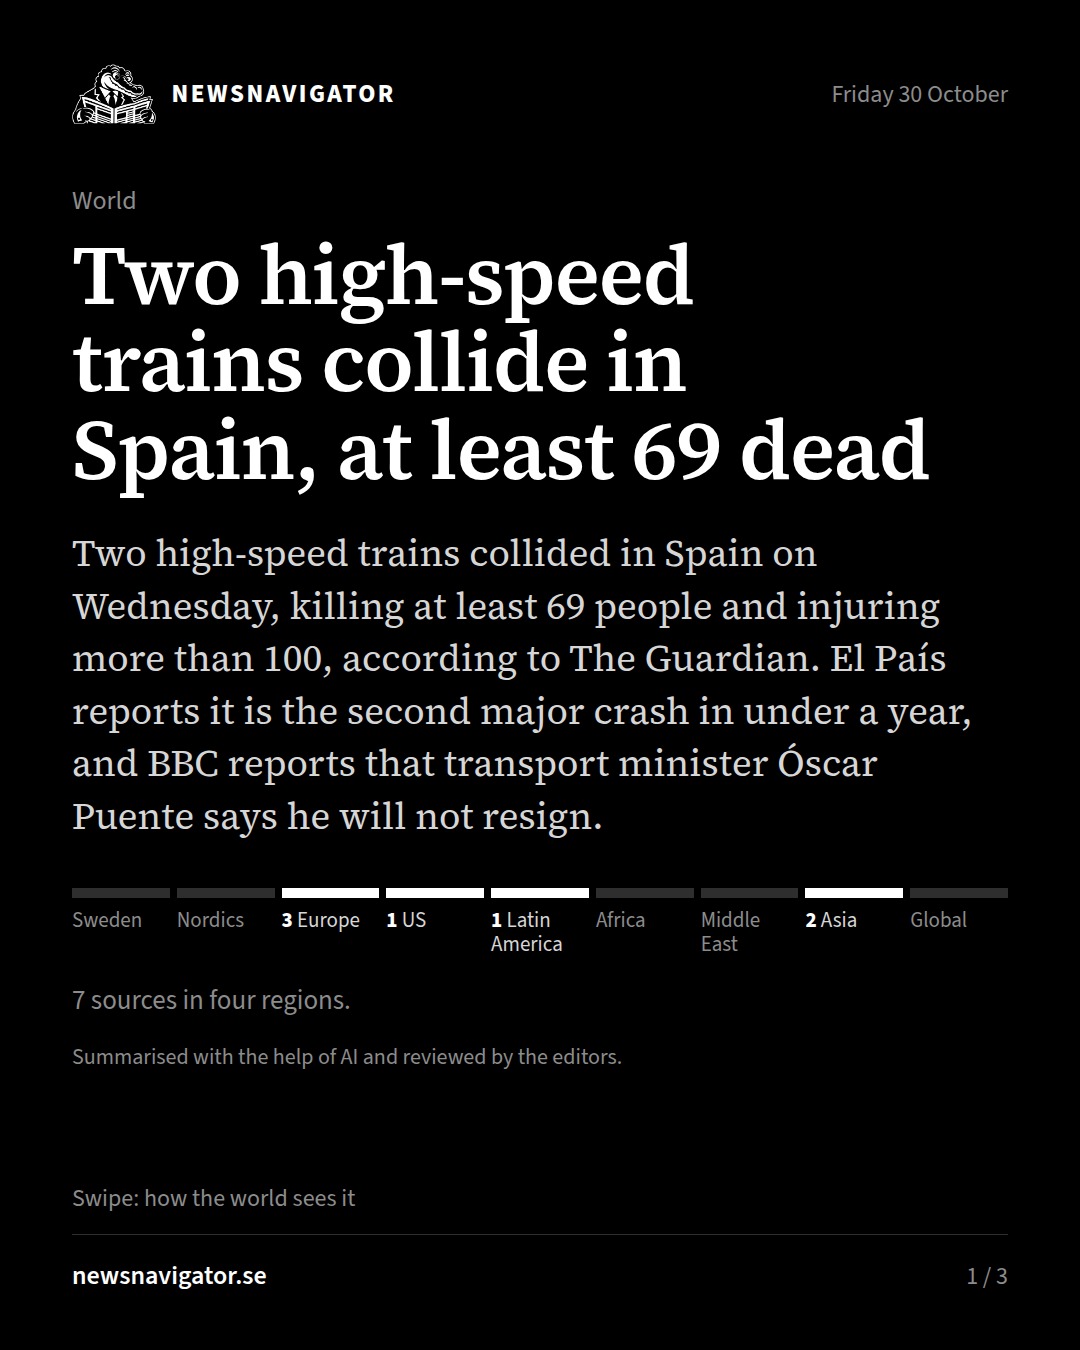 NEWSNAVIGATOR
Friday 30 October
World
Two high-speed
trains collide in
Spain, at least 69 dead
Two high-speed trains collided in Spain on
Wednesday, killing at least 69 people and injuring
more than 100, according to The Guardian. El País
reports it is the second major crash in under a year,
and BBC reports that transport minister Óscar
Puente says he will not resign.
Sweden
Nordics
3 Europe
1 US
1 Latin
America
Africa
Middle
East
2 Asia
Global
7 sources in four regions.
Summarised with the help of AI and reviewed by the editors.
Swipe: how the world sees it
newsnavigator.se
1 / 3